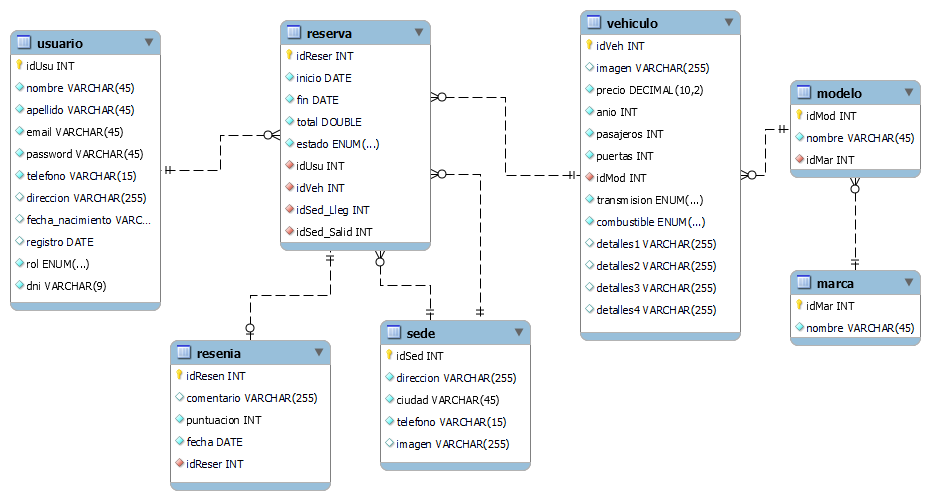 usuario
idUsu INT
nombre VARCHAR(45)
apellido VARCHAR(45)
email VARCHAR(45)
password VARCHAR(45)
telefono VARCHAR(15)
direccion VARCHAR(255)
fecha_nacimiento VARC...
registro DATE
rol ENUM(...)
dni VARCHAR(9)
reserva
idReser INT
inicio DATE
fin DATE
total DOUBLE
estado ENUM(...)
idUsu INT
idVeh INT
idSed_Lleg INT
idSed_Salid INT
vehiculo
idVeh INT
imagen VARCHAR(255)
precio DECIMAL(10,2)
anio INT
pasajeros INT
puertas INT
idMod INT
transmision ENUM(...)
combustible ENUM(...)
detalles1 VARCHAR(255)
detalles2 VARCHAR(255)
detalles3 VARCHAR(255)
detalles4 VARCHAR(255)
modelo
idMod INT
nombre VARCHAR(45)
idMar INT
marca
idMar INT
nombre VARCHAR(45)
resenia
idResen INT
comentario VARCHAR(255)
puntuacion INT
fecha DATE
idReser INT
sede
idSed INT
direccion VARCHAR(255)
ciudad VARCHAR(45)
telefono VARCHAR(15)
imagen VARCHAR(255)